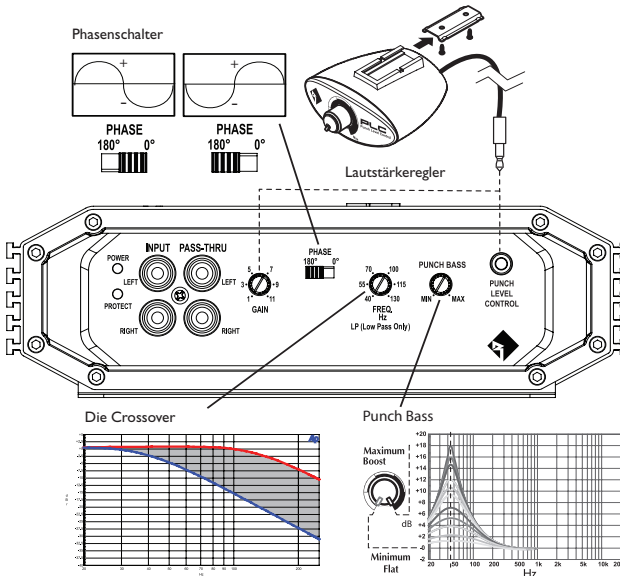 Phasenschalter
+
-
+
-
PHASE
180° 0°
PHASE
180° 0°
PLC
Lautstärkeregler
POWER
PROTECT
INPUT
PASS-THRU
LEFT
LEFT
RIGHT
RIGHT
5 7
3 9
1 11
GAIN
PHASE
180° 0°
70 100
55 115
40 130
FREQ.
Hz
LP (Low Pass Only)
PUNCH BASS
MIN MAX
PUNCH
LEVEL
CONTROL
Die Crossover
Punch Bass
Ap
Hz
Maximum
Boost
dB
Minimum
Flat
+20
+18
+16
+14
+12
+10
+8
+6
+4
+2
-0
-2
20 50 100 200 500 1k 2k 5k 10k 20k
Hz